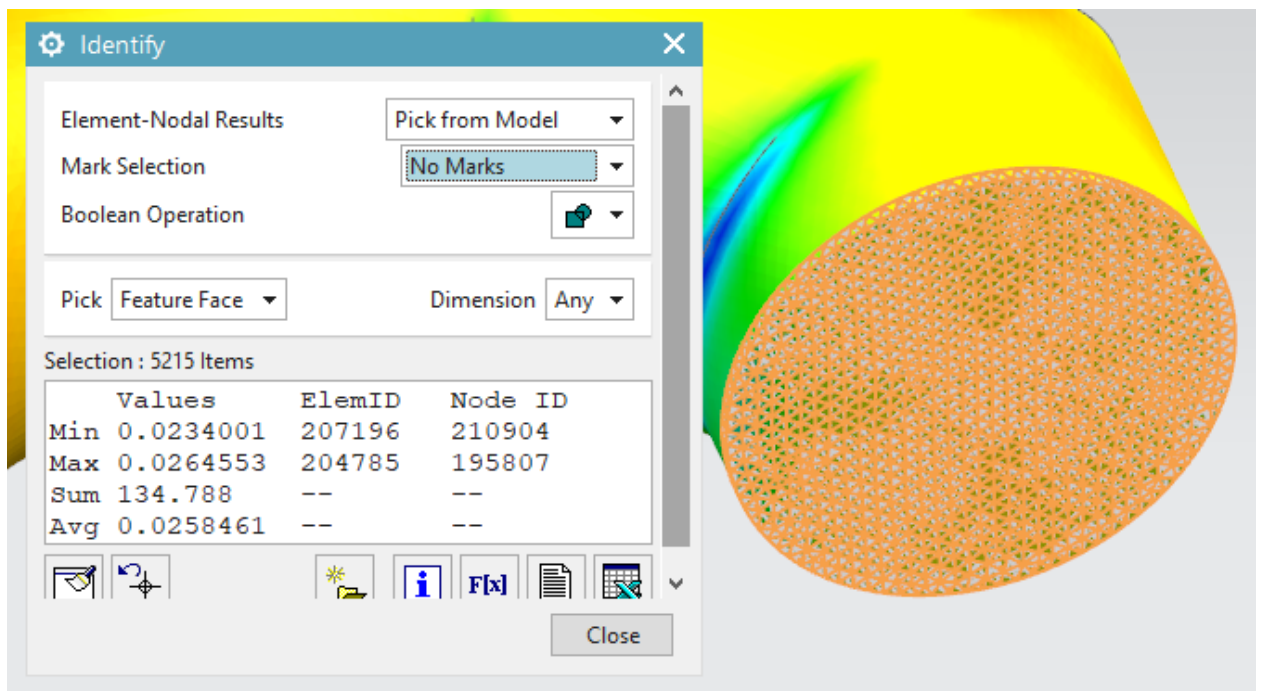 Identify
Element-Nodal Results Pick from Model
Mark Selection No Marks
Boolean Operation
Pick Feature Face Dimension Any
Selection : 5215 Items
Values ElemID Node ID
Min 0.0234001 207196 210904
Max 0.0264553 204785 195807
Sum 134.788 -- --
Avg 0.0258461 -- --
i F[x]
Close